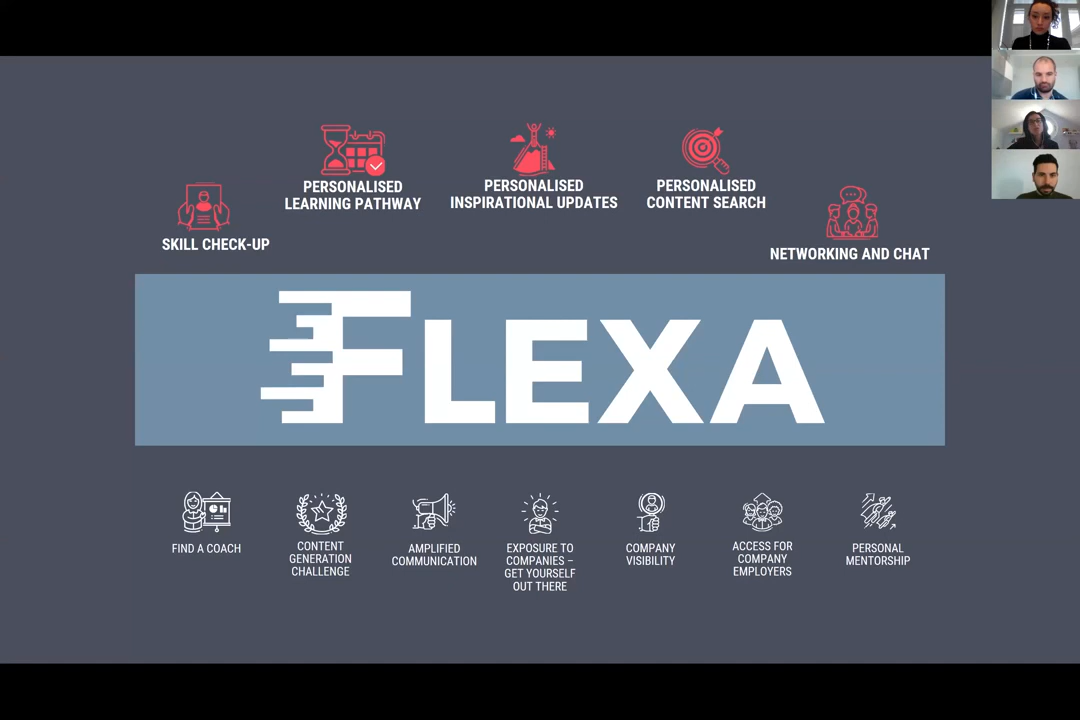 PERSONALISED
LEARNING PATHWAY
PERSONALISED
INSPIRATIONAL UPDATES
PERSONALISED
CONTENT SEARCH
SKILL CHECK-UP
NETWORKING AND CHAT
FLEXA
FIND A COACH
CONTENT
GENERATION
CHALLENGE
AMPLIFIED
COMMUNICATION
EXPOSURE TO
COMPANIES –
GET YOURSELF
OUT THERE
COMPANY
VISIBILITY
ACCESS FOR
COMPANY
EMPLOYERS
PERSONAL
MENTORSHIP